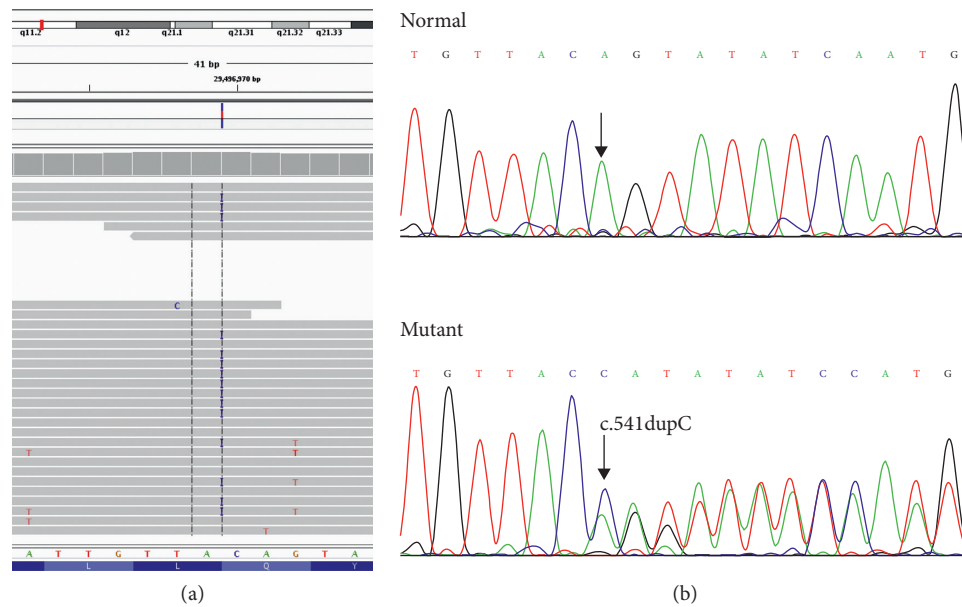 q11.2 q12 q21.1 q21.31 q21.32 q21.33
41 bp
29,496,970 bp
I
I
I
C
I
I
I
I
I
I
I
I
I
I T
T T
I T
I
T I T
T
T
A T T G T T A C A G T A
L L Q Y
(a)
Normal
T G T T A C A G T A T A T C A A T G
Mutant
T G T T A C C A T A T A T C C A T G
c.541dupC
(b)